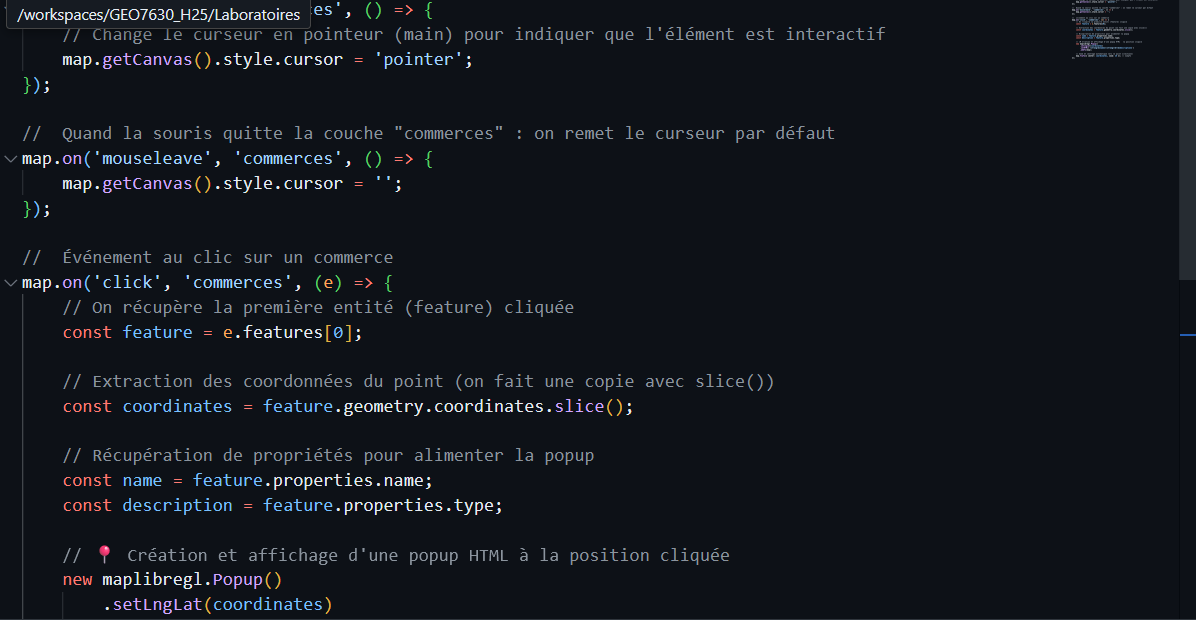 /workspaces/GEO7630_H25/Laboratoires es', () => {
// Change le curseur en pointeur (main) pour indiquer que l'élément est interactif
map.getCanvas().style.cursor = 'pointer';
});
// Quand la souris quitte la couche "commerces" : on remet le curseur par défaut
map.on('mouseleave', 'commerces', () => {
map.getCanvas().style.cursor = '';
});
// Événement au clic sur un commerce
map.on('click', 'commerces', (e) => {
// On récupère la première entité (feature) cliquée
const feature = e.features[0];
// Extraction des coordonnées du point (on fait une copie avec slice())
const coordinates = feature.geometry.coordinates.slice();
// Récupération de propriétés pour alimenter la popup
const name = feature.properties.name;
const description = feature.properties.type;
// 📍 Création et affichage d'une popup HTML à la position cliquée
new maplibregl.Popup()
.setLngLat(coordinates)